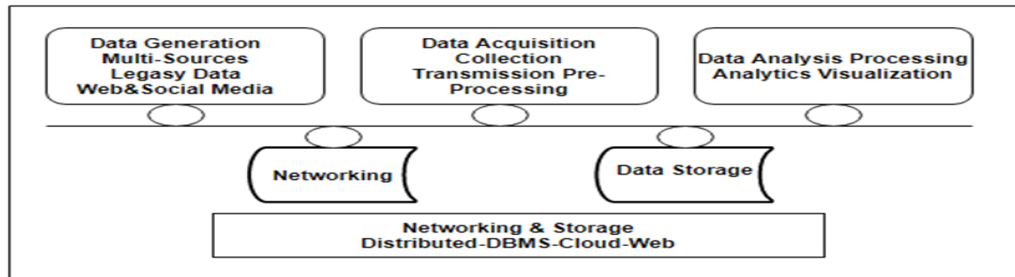 Data Generation
Multi-Sources
Legasy Data
Web&Social Media
Data Acquisition
Collection
Transmission Pre-
Processing
Data Analysis Processing
Analytics Visualization
Networking
Data Storage
Networking & Storage
Distributed-DBMS-Cloud-Web